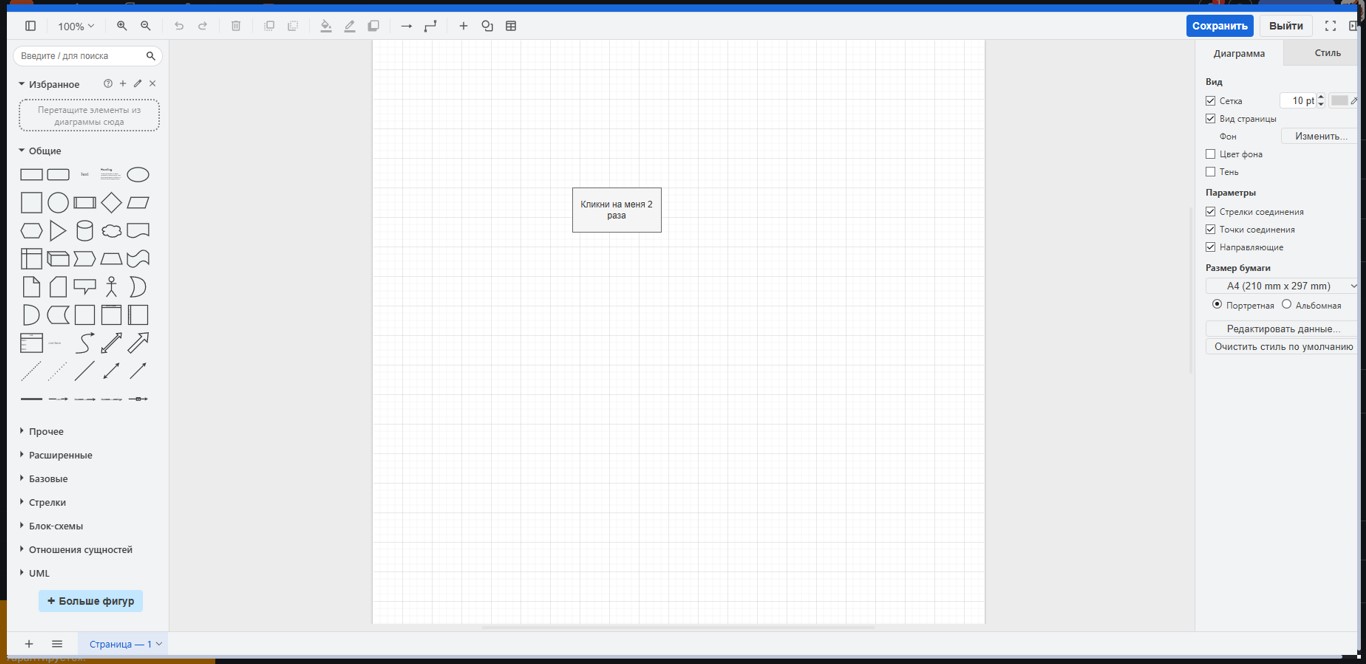 100%
Сохранить
Выйти
Введите / для поиска
Избранное
Перетащите элементы из
диаграммы сюда
Общие
Text
Heading
Прочее
Расширенные
Базовые
Стрелки
Блок-схемы
Отношения сущностей
UML
+ Больше фигур
Страница — 1
Кликни на меня 2
раза
Диаграмма
Стиль
Вид
Сетка
10 pt
Вид страницы
Фон
Изменить...
Цвет фона
Тень
Параметры
Стрелки соединения
Точки соединения
Направляющие
Размер бумаги
A4 (210 mm x 297 mm)
Портретная
Альбомная
Редактировать данные...
Очистить стиль по умолчанию